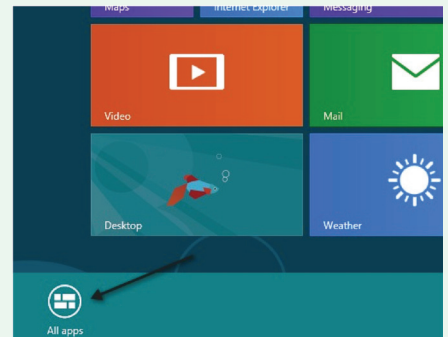 Maps Internet Explorer Messaging
Video Mail
Desktop Weather
All apps